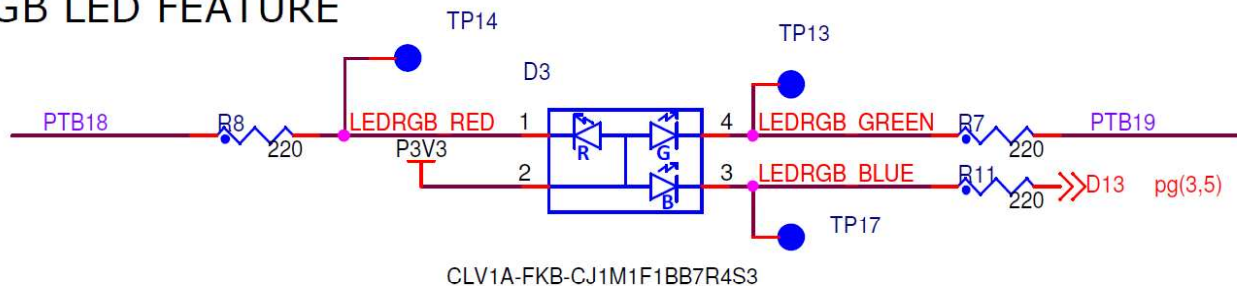 GB LED FEATURE
TP14
TP13
D3
PTB18
R8
220
LEDRGB_RED
1
4
LEDRGB_GREEN
R7
220
PTB19
P3V3
R
G
2
3
LEDRGB_BLUE
R11
220
D13
pg(3,5)
B
TP17
CLV1A-FKB-CJ1M1F1BB7R4S3